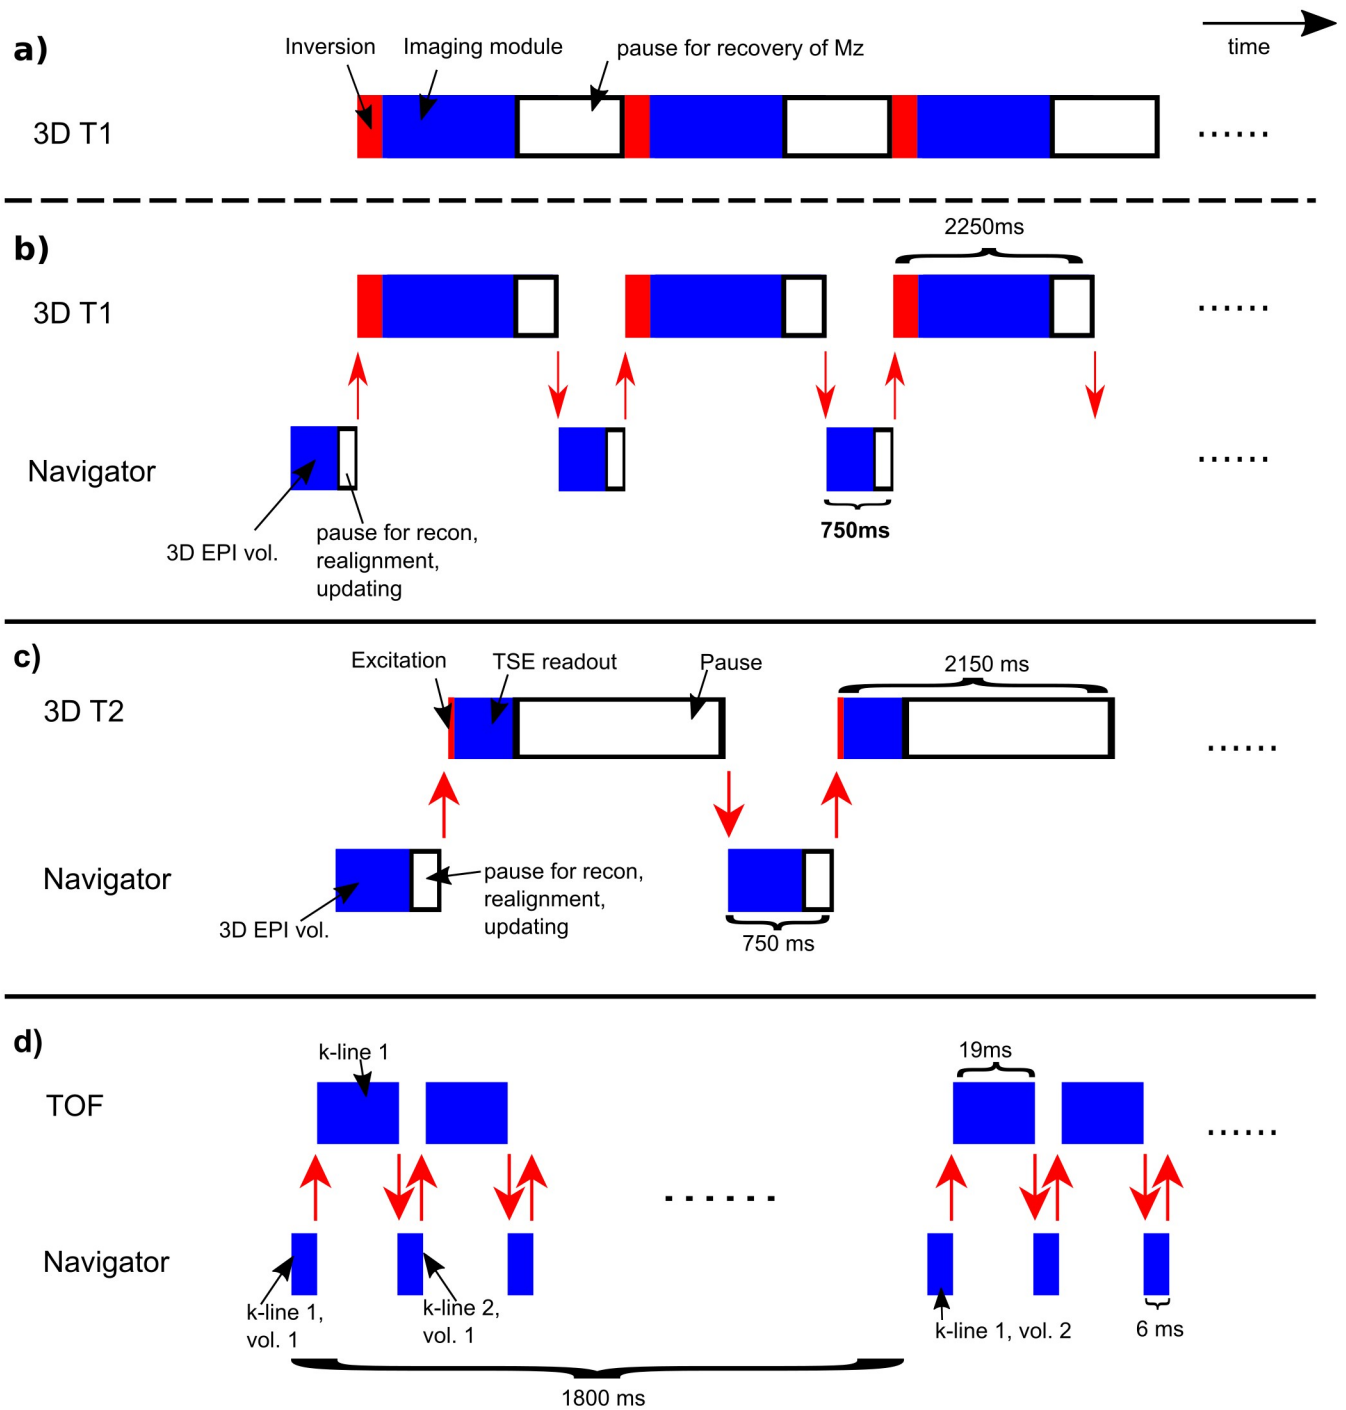 a)
time
Inversion
Imaging module
pause for recovery of Mz
3D T1
......
b)
2250ms
3D T1
......
Navigator
......
750ms
3D EPI vol.
pause for recon,
realignment,
updating
c)
Excitation
TSE readout
Pause
2150 ms
3D T2
......
Navigator
pause for recon,
realignment,
updating
3D EPI vol.
750 ms
d)
k-line 1
19ms
TOF
......
......
Navigator
k-line 1,
vol. 1
k-line 2,
vol. 1
k-line 1, vol. 2
6 ms
1800 ms